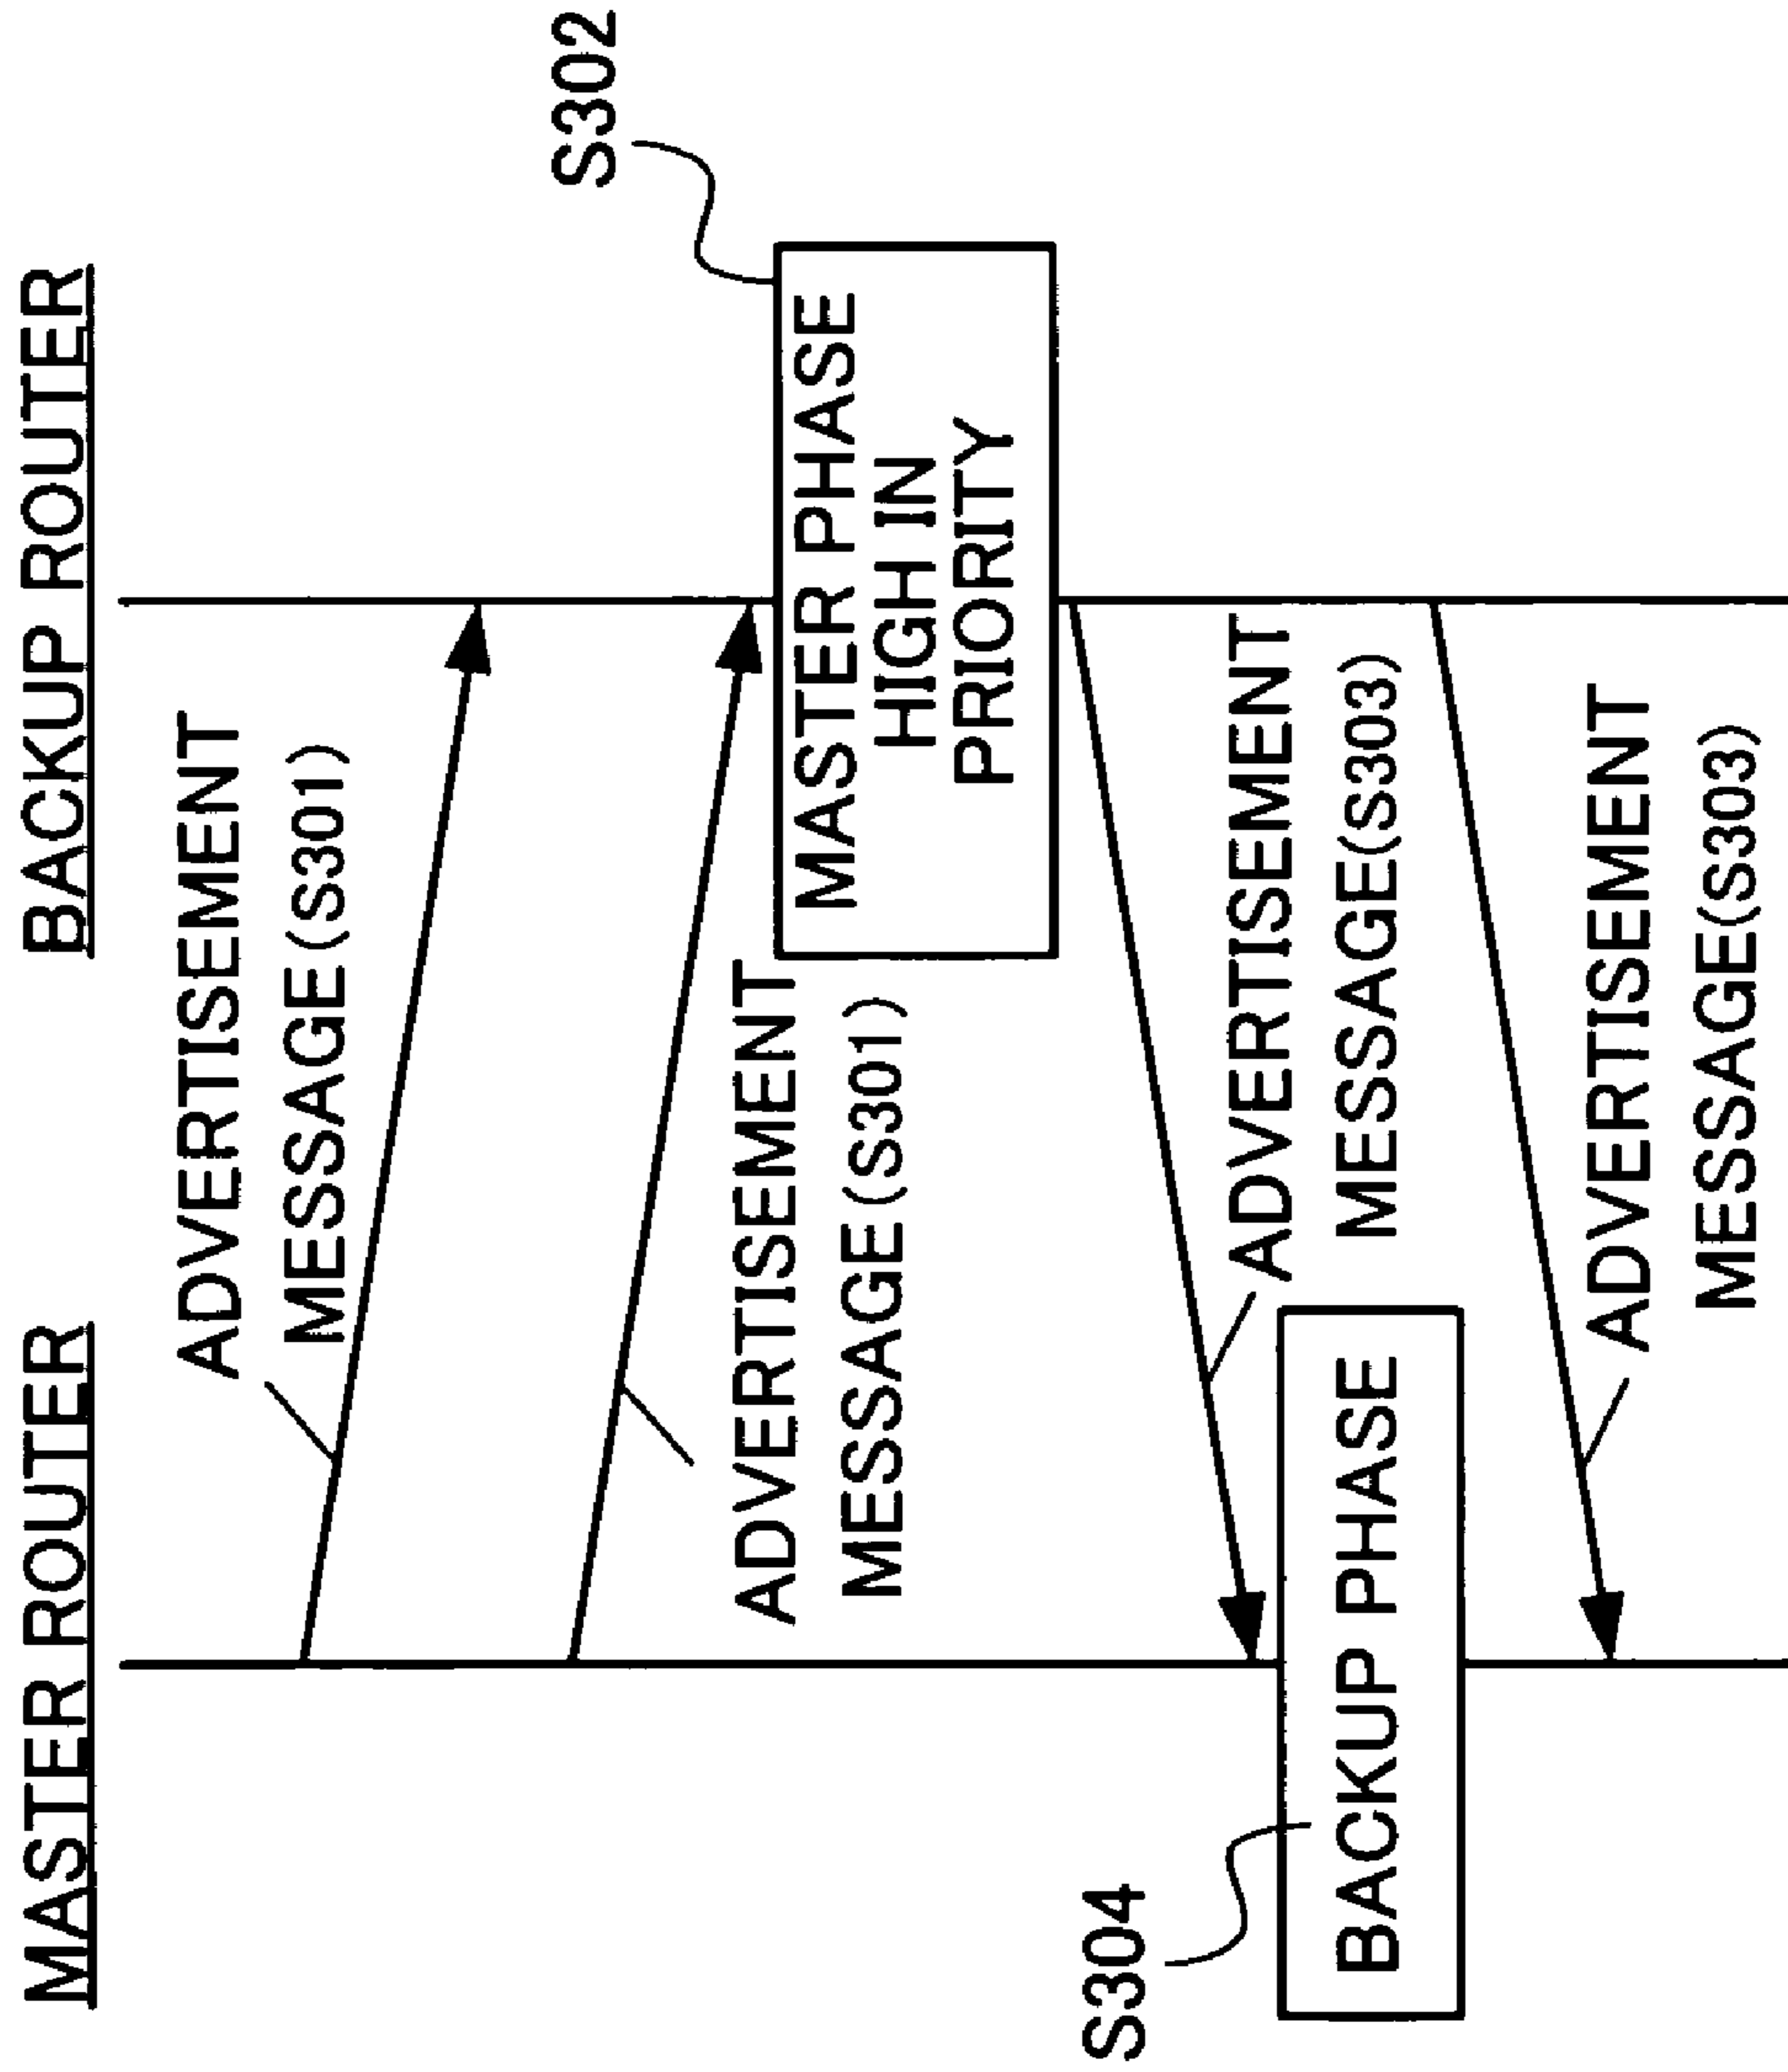 MASTER ROUTER
BACKUP ROUTER
ADVERTISEMENT
MESSAGE (S301)
S302
ADVERTISEMENT
MESSAGE (S301)
MASTER PHASE
HIGH IN
PRIORITY
S304
ADVERTISEMENT
MESSAGE(S303)
BACKUP PHASE
ADVERTISEMENT
MESSAGE(S303)